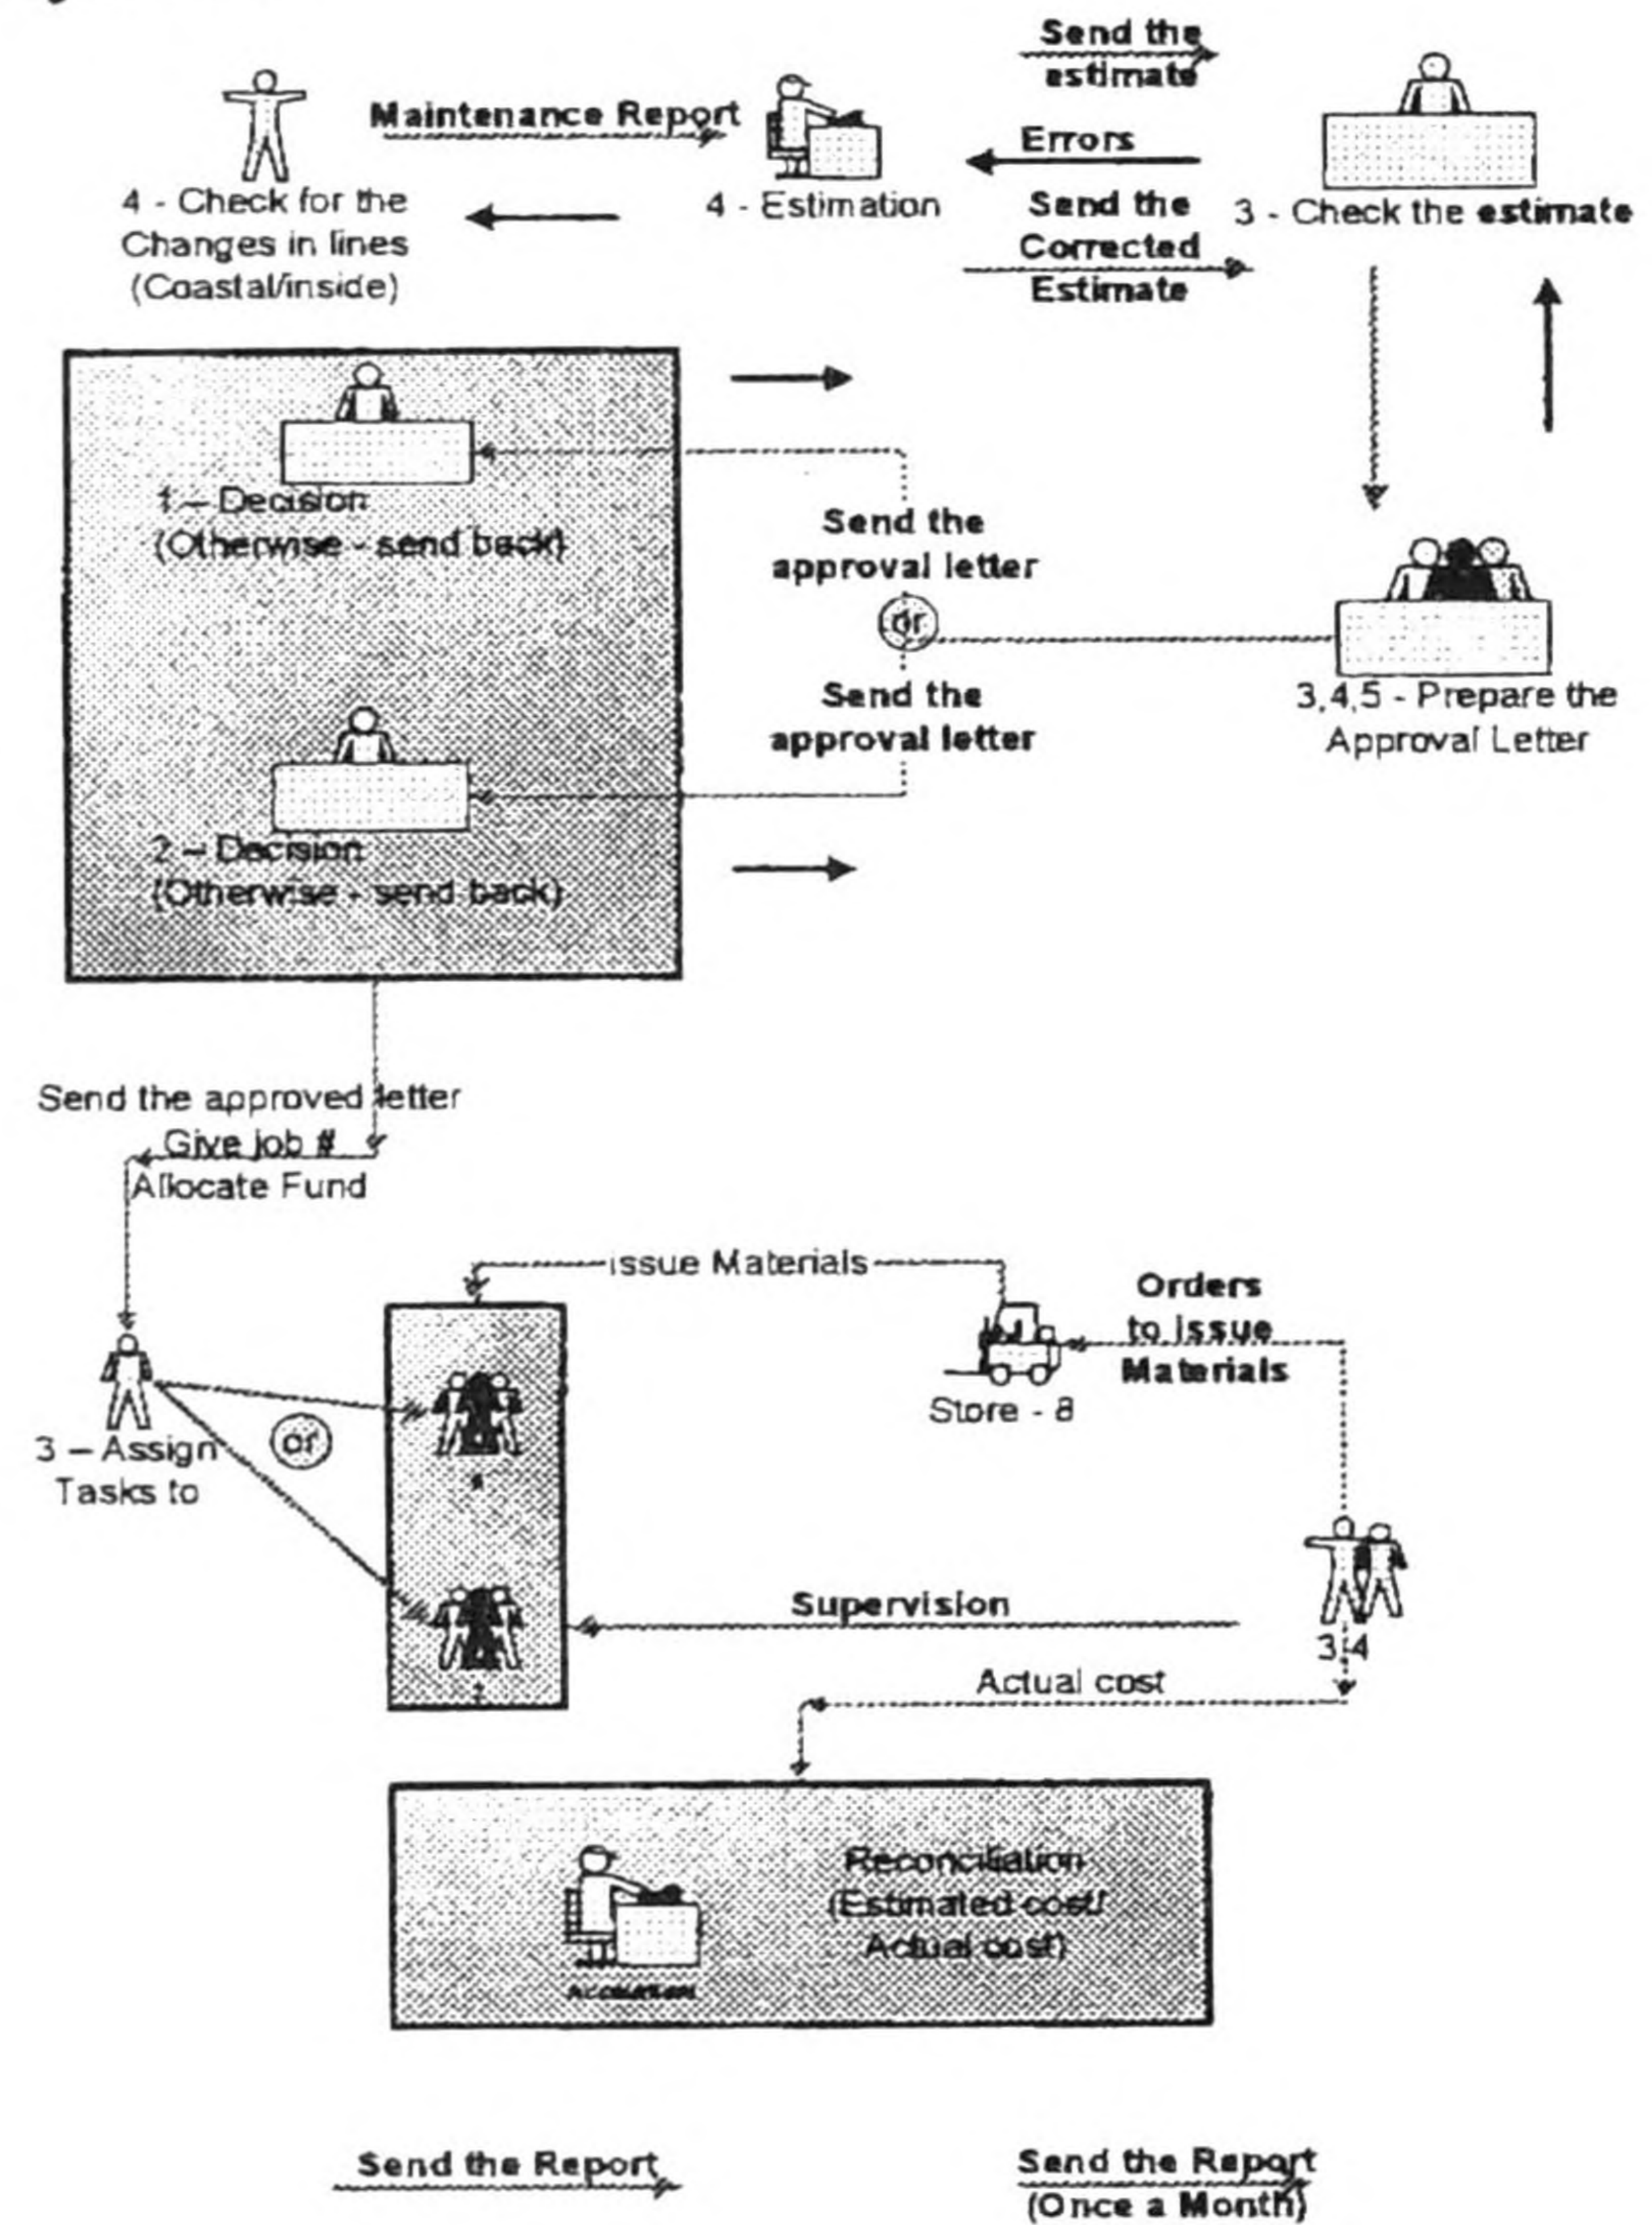 Send the
estimate
Maintenance Report
Errors
4 - Check for the
Changes in lines
(Coastal/inside)
4 - Estimation
Send the
Corrected
Estimate
3 - Check the estimate
1 – Decision
(Otherwise - send back)
Send the
approval letter
or
Send the
approval letter
3,4,5 - Prepare the
Approval Letter
2 – Decision
(Otherwise - send back)
Send the approved letter
Give job #
Allocate Fund
issue Materials
Orders
to issue
Materials
Store - 8
3 – Assign
Tasks to
or
Supervision
3,4
Actual cost
Reconciliation
(Estimated cost/
Actual cost)
Send the Report
Send the Report
(Once a Month)